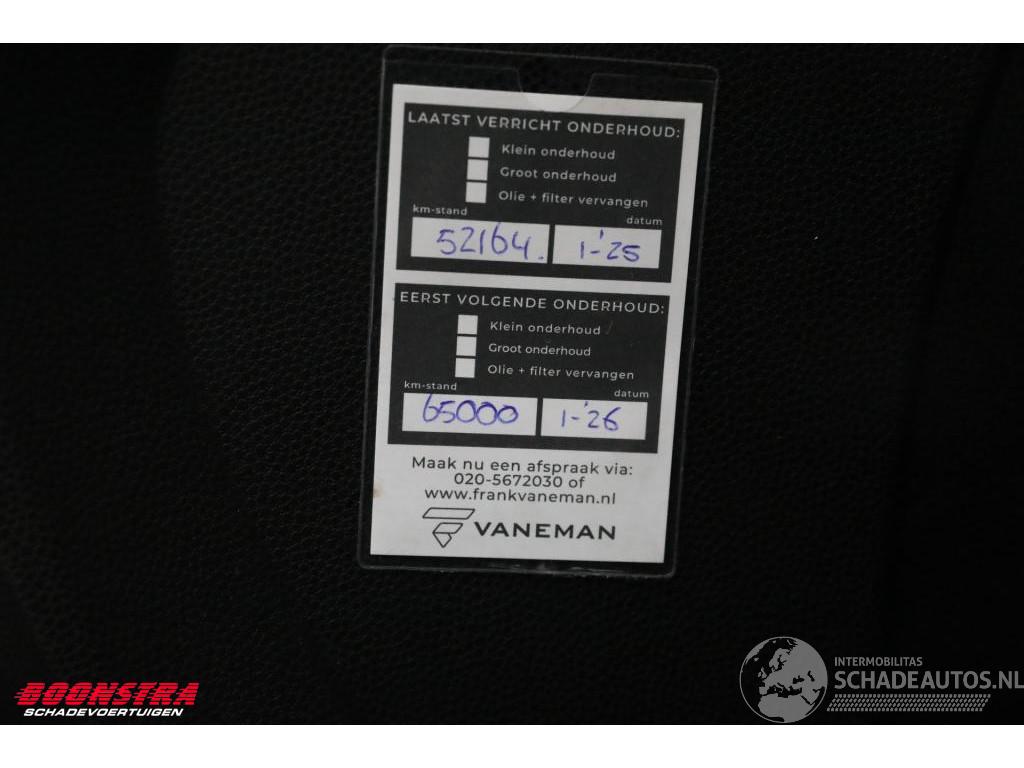 LAATST VERRICHT ONDERHOUD:
Klein onderhoud
Groot onderhoud
Olie + filter vervangen
km-stand datum
52164. 1-'25
EERST VOLGENDE ONDERHOUD:
Klein onderhoud
Groot onderhoud
Olie + filter vervangen
km-stand datum
65000 1-'26
Maak nu een afspraak via:
020-5672030 of
www.frankvaneman.nl
VANEMAN
BOONSTRA
SCHADEVOERTUIGEN
INTERMOBILITAS
SCHADEAUTOS.NL